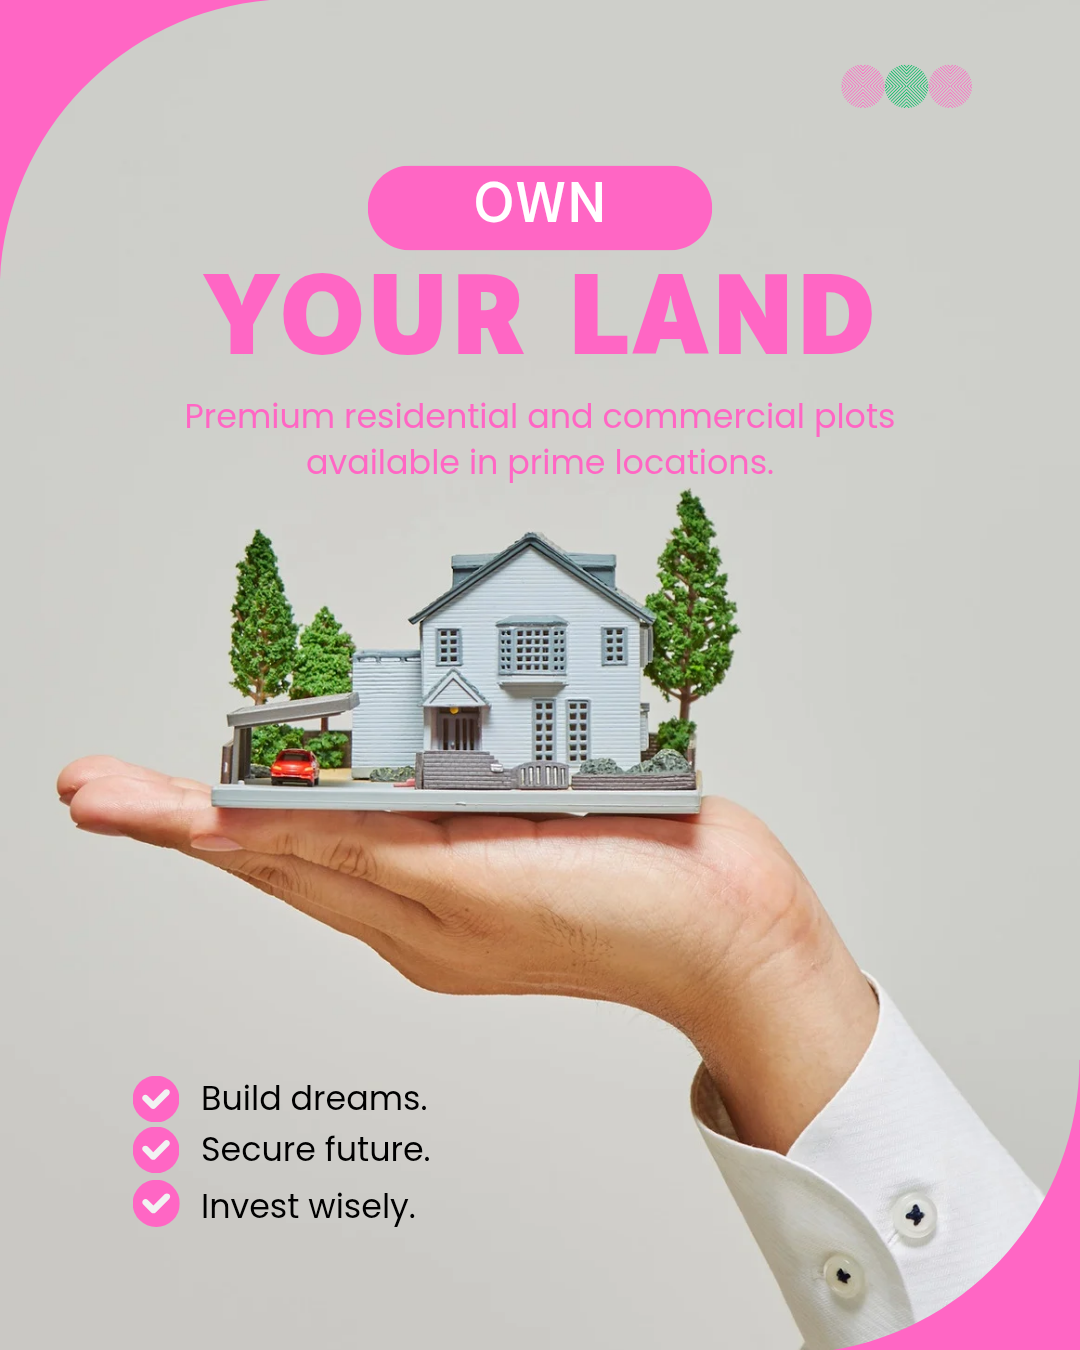 OWN
YOUR LAND
Premium residential and commercial plots
available in prime locations.
Build dreams.
Secure future.
Invest wisely.